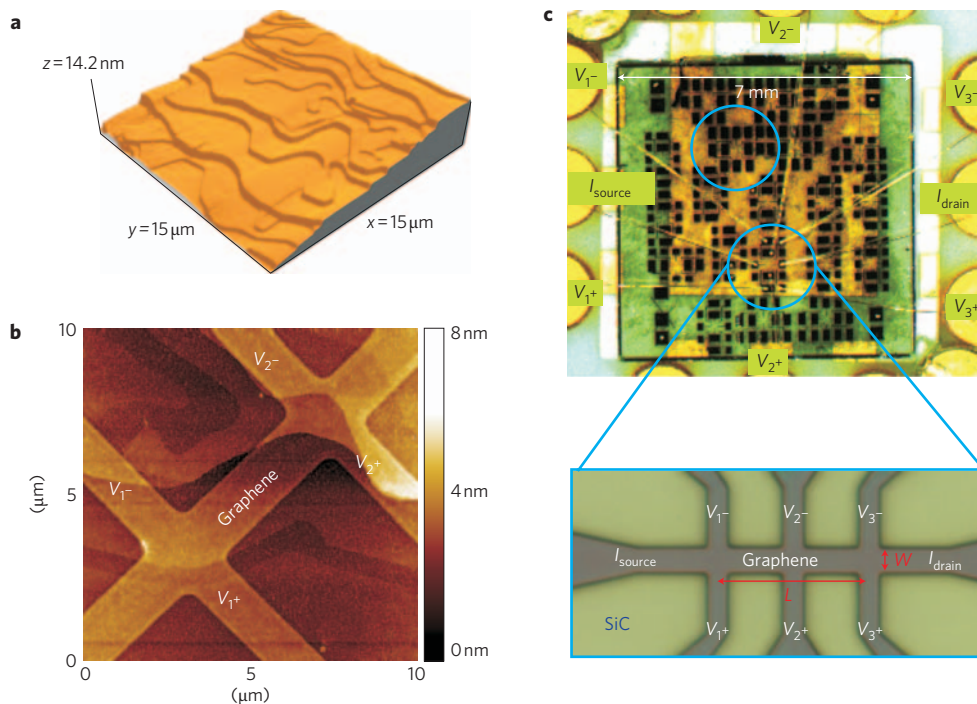 a
z = 14.2 nm
y = 15 μm
x = 15 μm
b
10
5
0
(μm)
0
5
10
(μm)
V2−
V1−
Graphene
V2+
V1+
8 nm
4 nm
0 nm
c
V2−
V1−
V3−
7 mm
Isource
Idrain
V1+
V3+
V2+
V1−
V2−
V3−
Isource
Graphene
W
Idrain
L
SiC
V1+
V2+
V3+